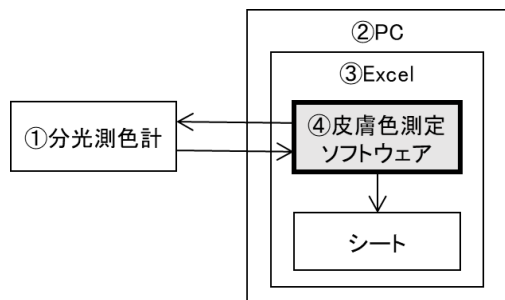 ②PC
③Excel
①分光測色計
④皮膚色測定
ソフトウェア
シート